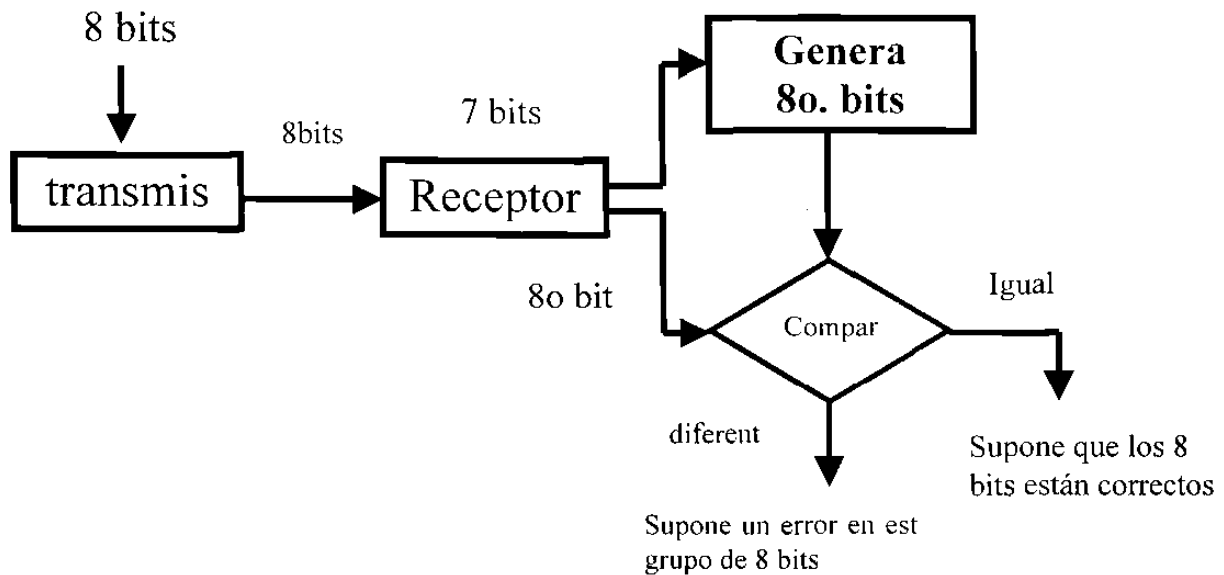 8 bits
transmis
8bits
7 bits
Receptor
8o bit
Genera
8o. bits
Compar
Igual
diferent
Supone que los 8
bits están correctos
Supone un error en est
grupo de 8 bits